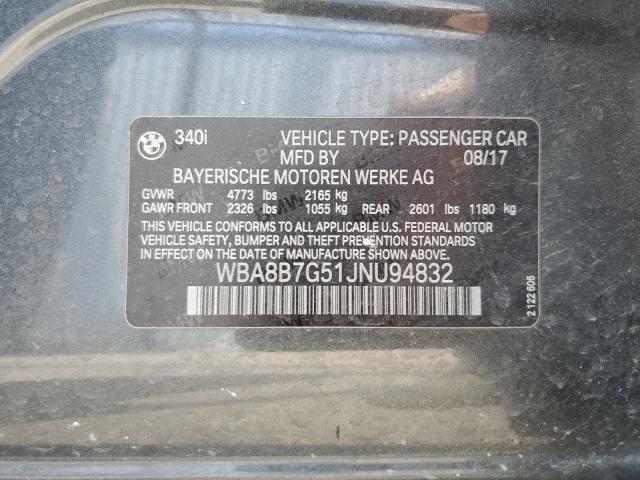 340i VEHICLE TYPE: PASSENGER CAR
MFD BY 08/17
BAYERISCHE MOTOREN WERKE AG
GVWR 4773 lbs 2165 kg
GAWR FRONT 2326 lbs 1055 kg REAR 2601 lbs 1180 kg
THIS VEHICLE CONFORMS TO ALL APPLICABLE U.S. FEDERAL MOTOR
VEHICLE SAFETY, BUMPER AND THEFT PREVENTION STANDARDS
IN EFFECT ON THE DATE OF MANUFACTURE SHOWN ABOVE.
WBA8B7G51JNU94832
2 122 606